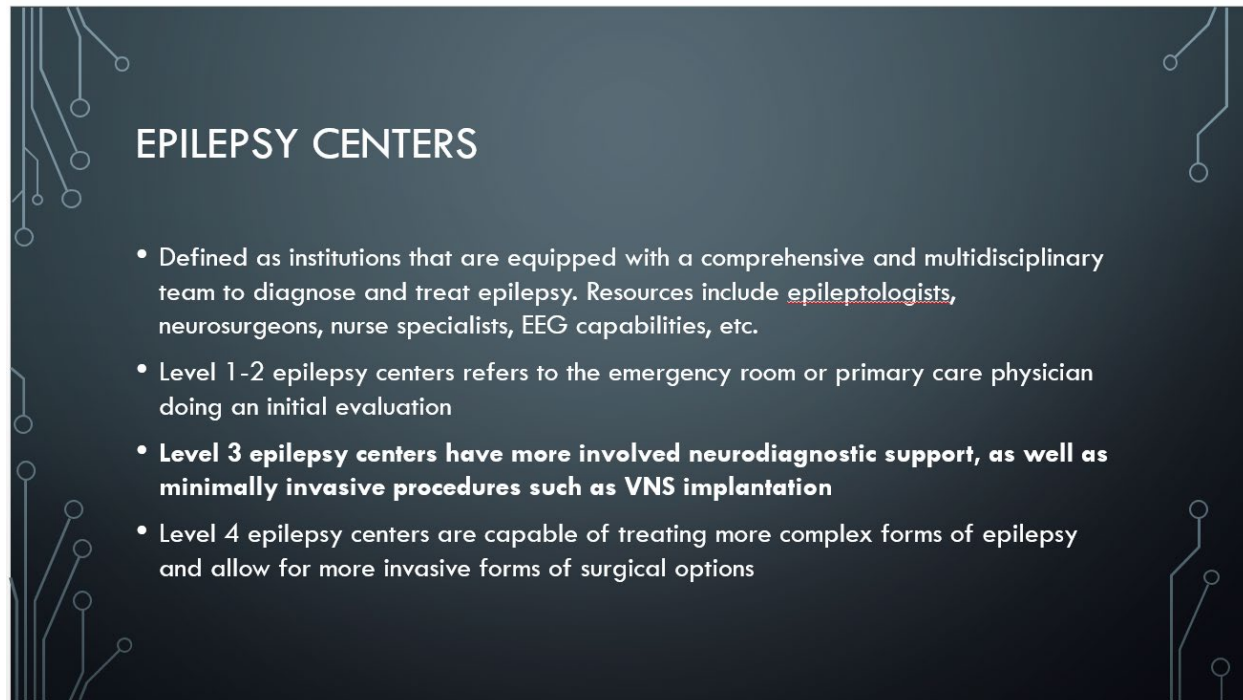 EPILEPSY CENTERS
• Defined as institutions that are equipped with a comprehensive and multidisciplinary
team to diagnose and treat epilepsy. Resources include epileptologists,
neurosurgeons, nurse specialists, EEG capabilities, etc.
• Level 1-2 epilepsy centers refers to the emergency room or primary care physician
doing an initial evaluation
• Level 3 epilepsy centers have more involved neurodiagnostic support, as well as
minimally invasive procedures such as VNS implantation
• Level 4 epilepsy centers are capable of treating more complex forms of epilepsy
and allow for more invasive forms of surgical options